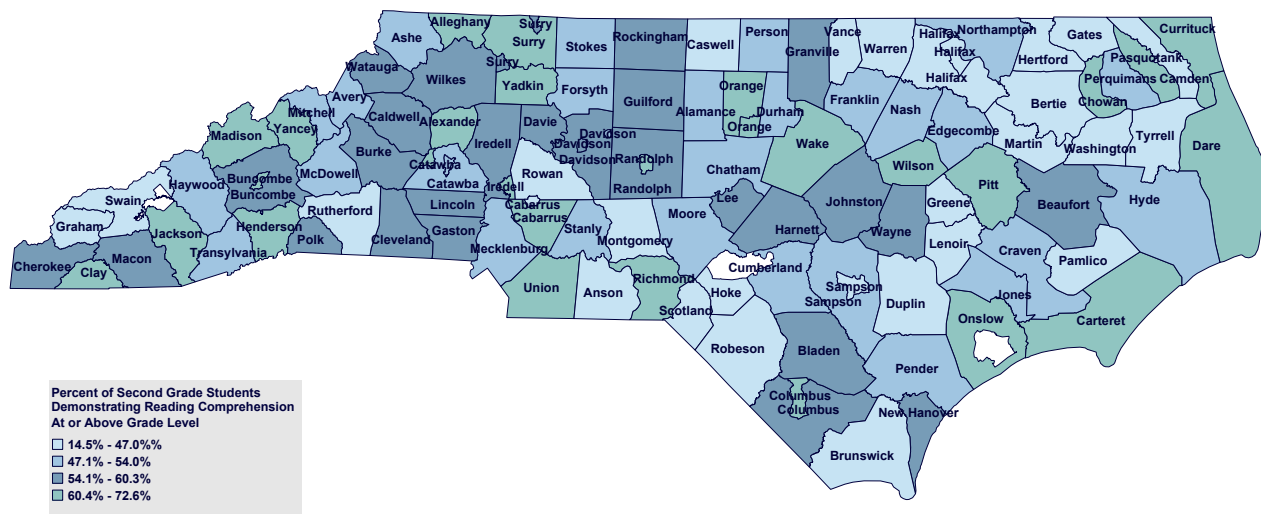 Alleghany
Surry
Currituck
Ashe
Surry
Stokes
Rockingham
Caswell
Person
Granville
Vance
Warren
Halifax
Northampton
Halifax
Gates
Hertford
Pasquotank
Surry
Watauga
Wilkes
Yadkin
Forsyth
Guilford
Orange
Halifax
Perquimans
Camden
Avery
Mitchell
Caldwell
Alexander
Davie
Alamance
Durham
Franklin
Nash
Bertie
Chowan
Madison
Yancey
Iredell
Davidson
Davidson
Orange
Edgecombe
Martin
Washington
Tyrrell
Dare
Burke
Davidson
Randolph
Wake
Catawba
Catawba
Rowan
Randolph
Chatham
Wilson
Pitt
Buncombe
McDowell
Haywood
Buncombe
Iredell
Swain
Rutherford
Lincoln
Lee
Johnston
Greene
Beaufort
Hyde
Graham
Jackson
Henderson
Polk
Cleveland
Gaston
Cabarrus
Cabarrus
Moore
Harnett
Wayne
Lenoir
Cherokee
Macon
Transylvania
Mecklenburg
Stanly
Montgomery
Craven
Pamlico
Clay
Cumberland
Union
Anson
Richmond
Hoke
Sampson
Sampson
Duplin
Jones
Scotland
Onslow
Carteret
Robeson
Bladen
Pender
Columbus
Columbus
New Hanover
Brunswick
Percent of Second Grade Students
Demonstrating Reading Comprehension
At or Above Grade Level
14.5% - 47.0%%
47.1% - 54.0%
54.1% - 60.3%
60.4% - 72.6%